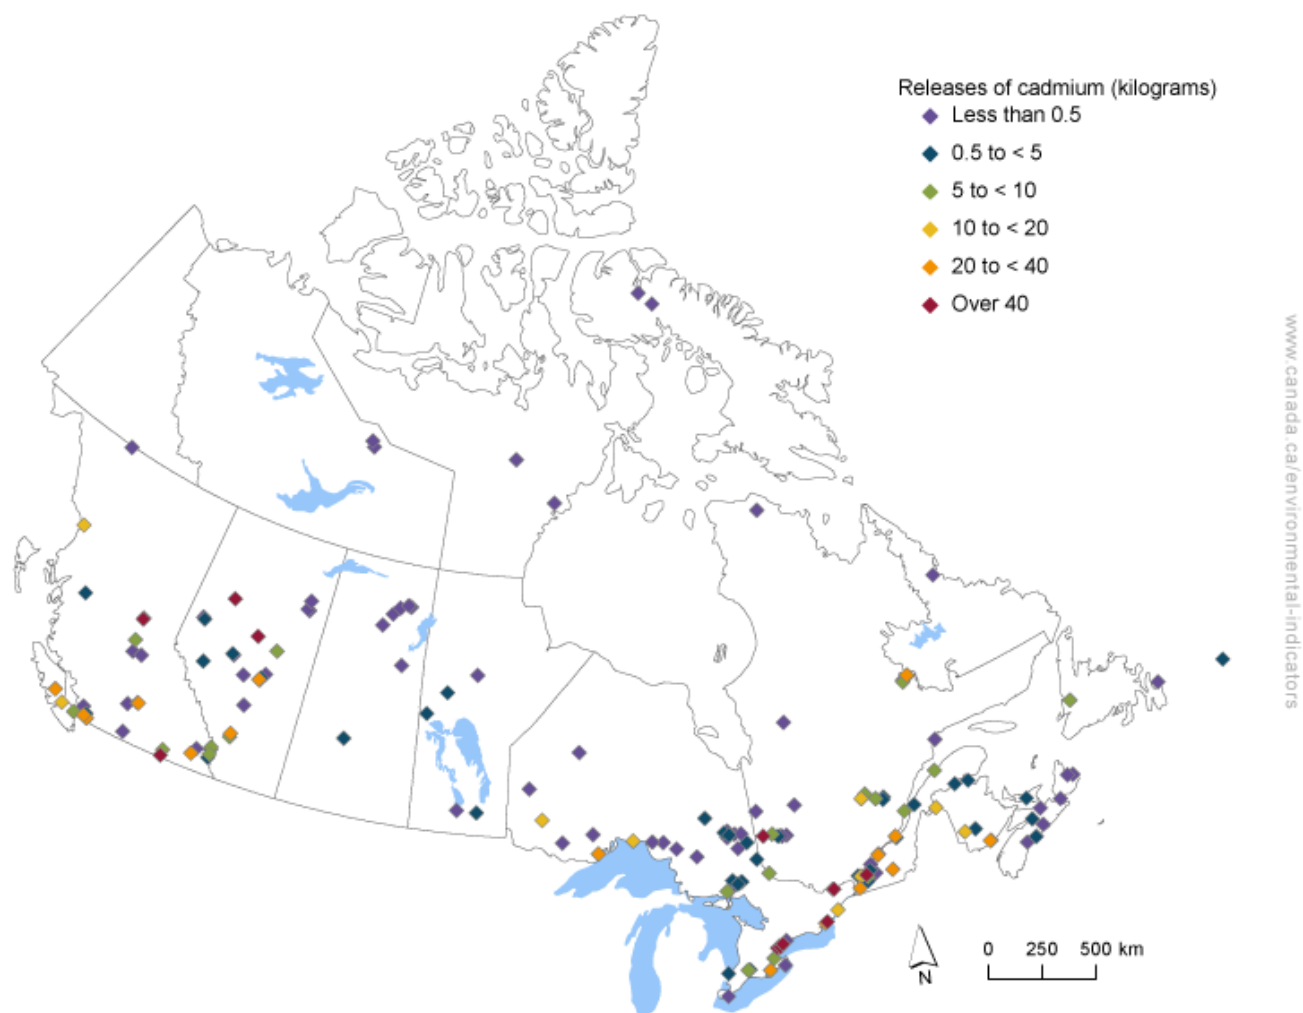 Releases of cadmium (kilograms)
Less than 0.5
0.5 to < 5
5 to < 10
10 to < 20
20 to < 40
Over 40
www.canada.ca/environmental-indicators
N
0 250 500 km